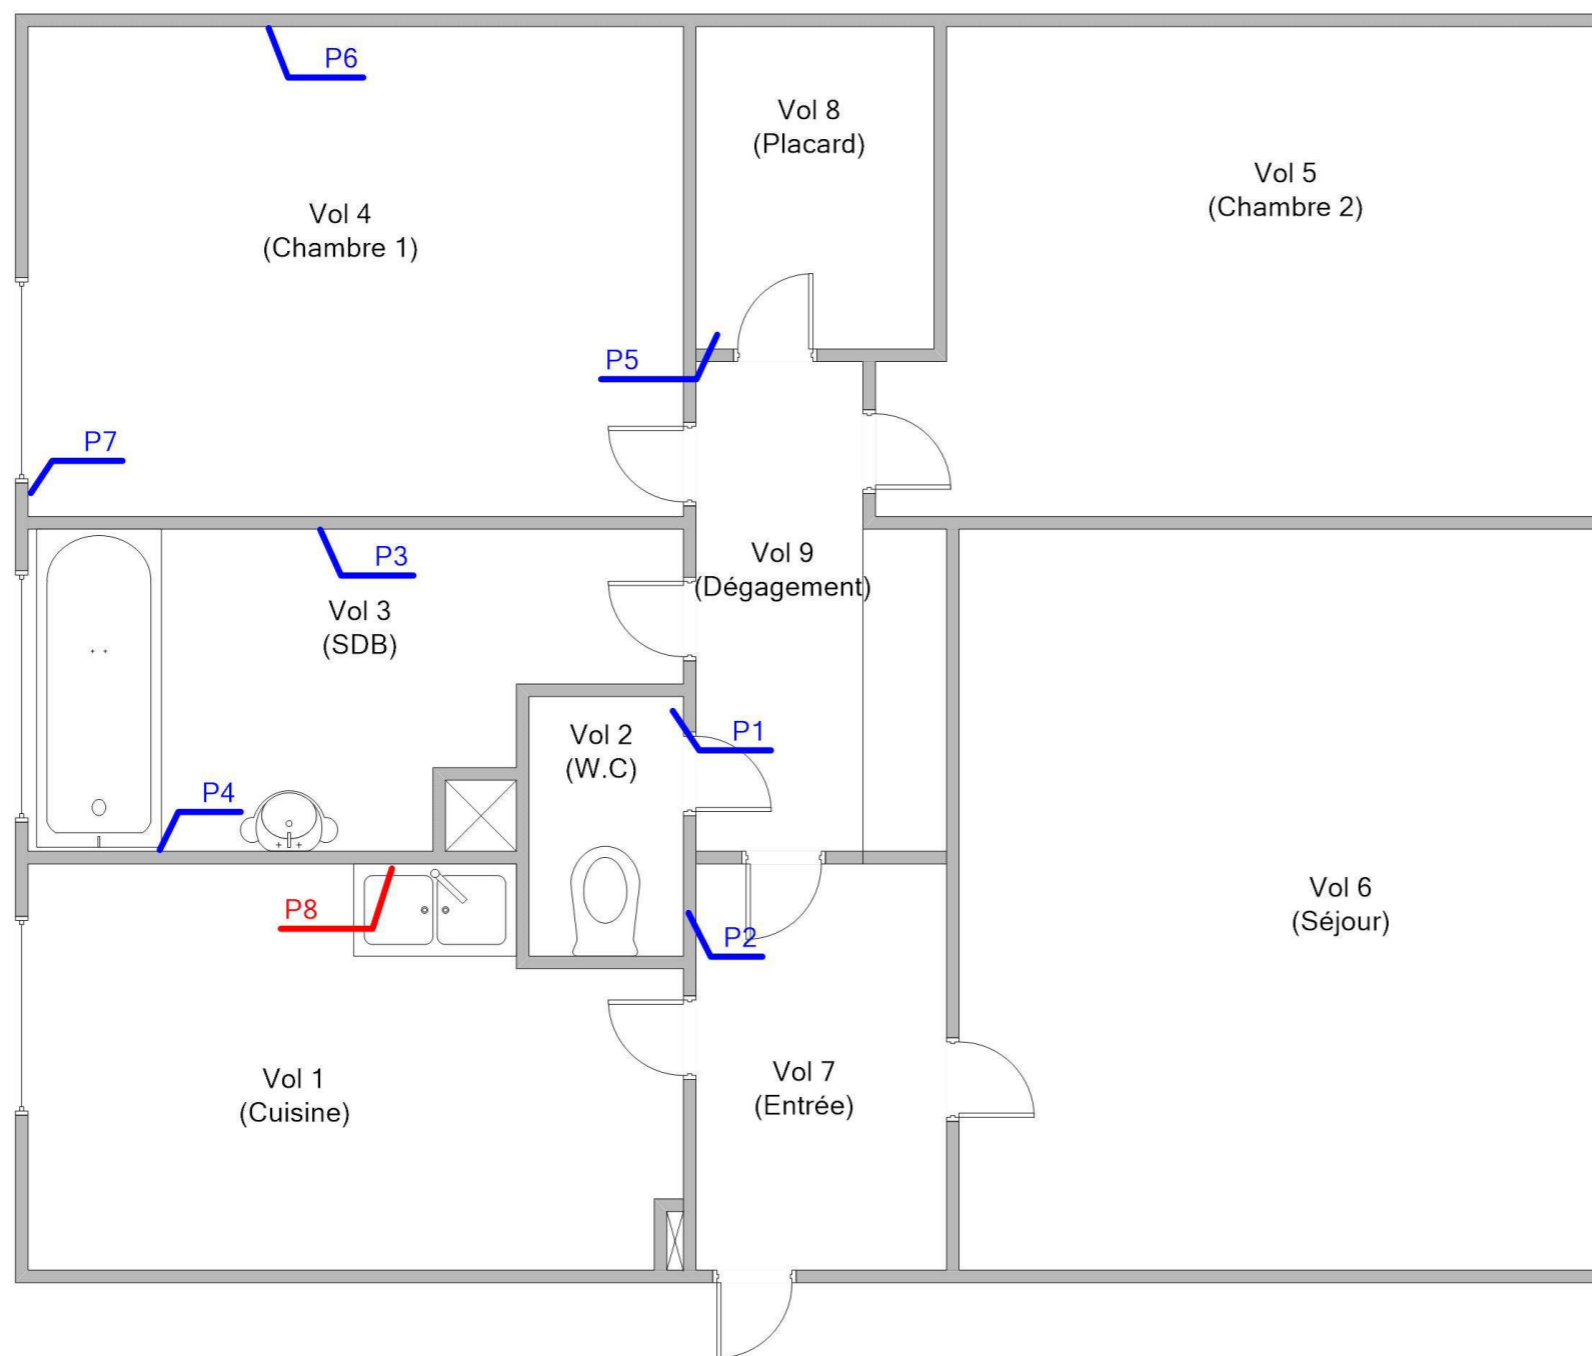 P6
Vol 8
(Placard)
Vol 5
(Chambre 2)
Vol 4
(Chambre 1)
P5
P7
P3
Vol 9
(Dégagement)
Vol 3
(SDB)
Vol 2
(W.C)
P1
P4
P8
Vol 6
(Séjour)
P2
Vol 1
(Cuisine)
Vol 7
(Entrée)